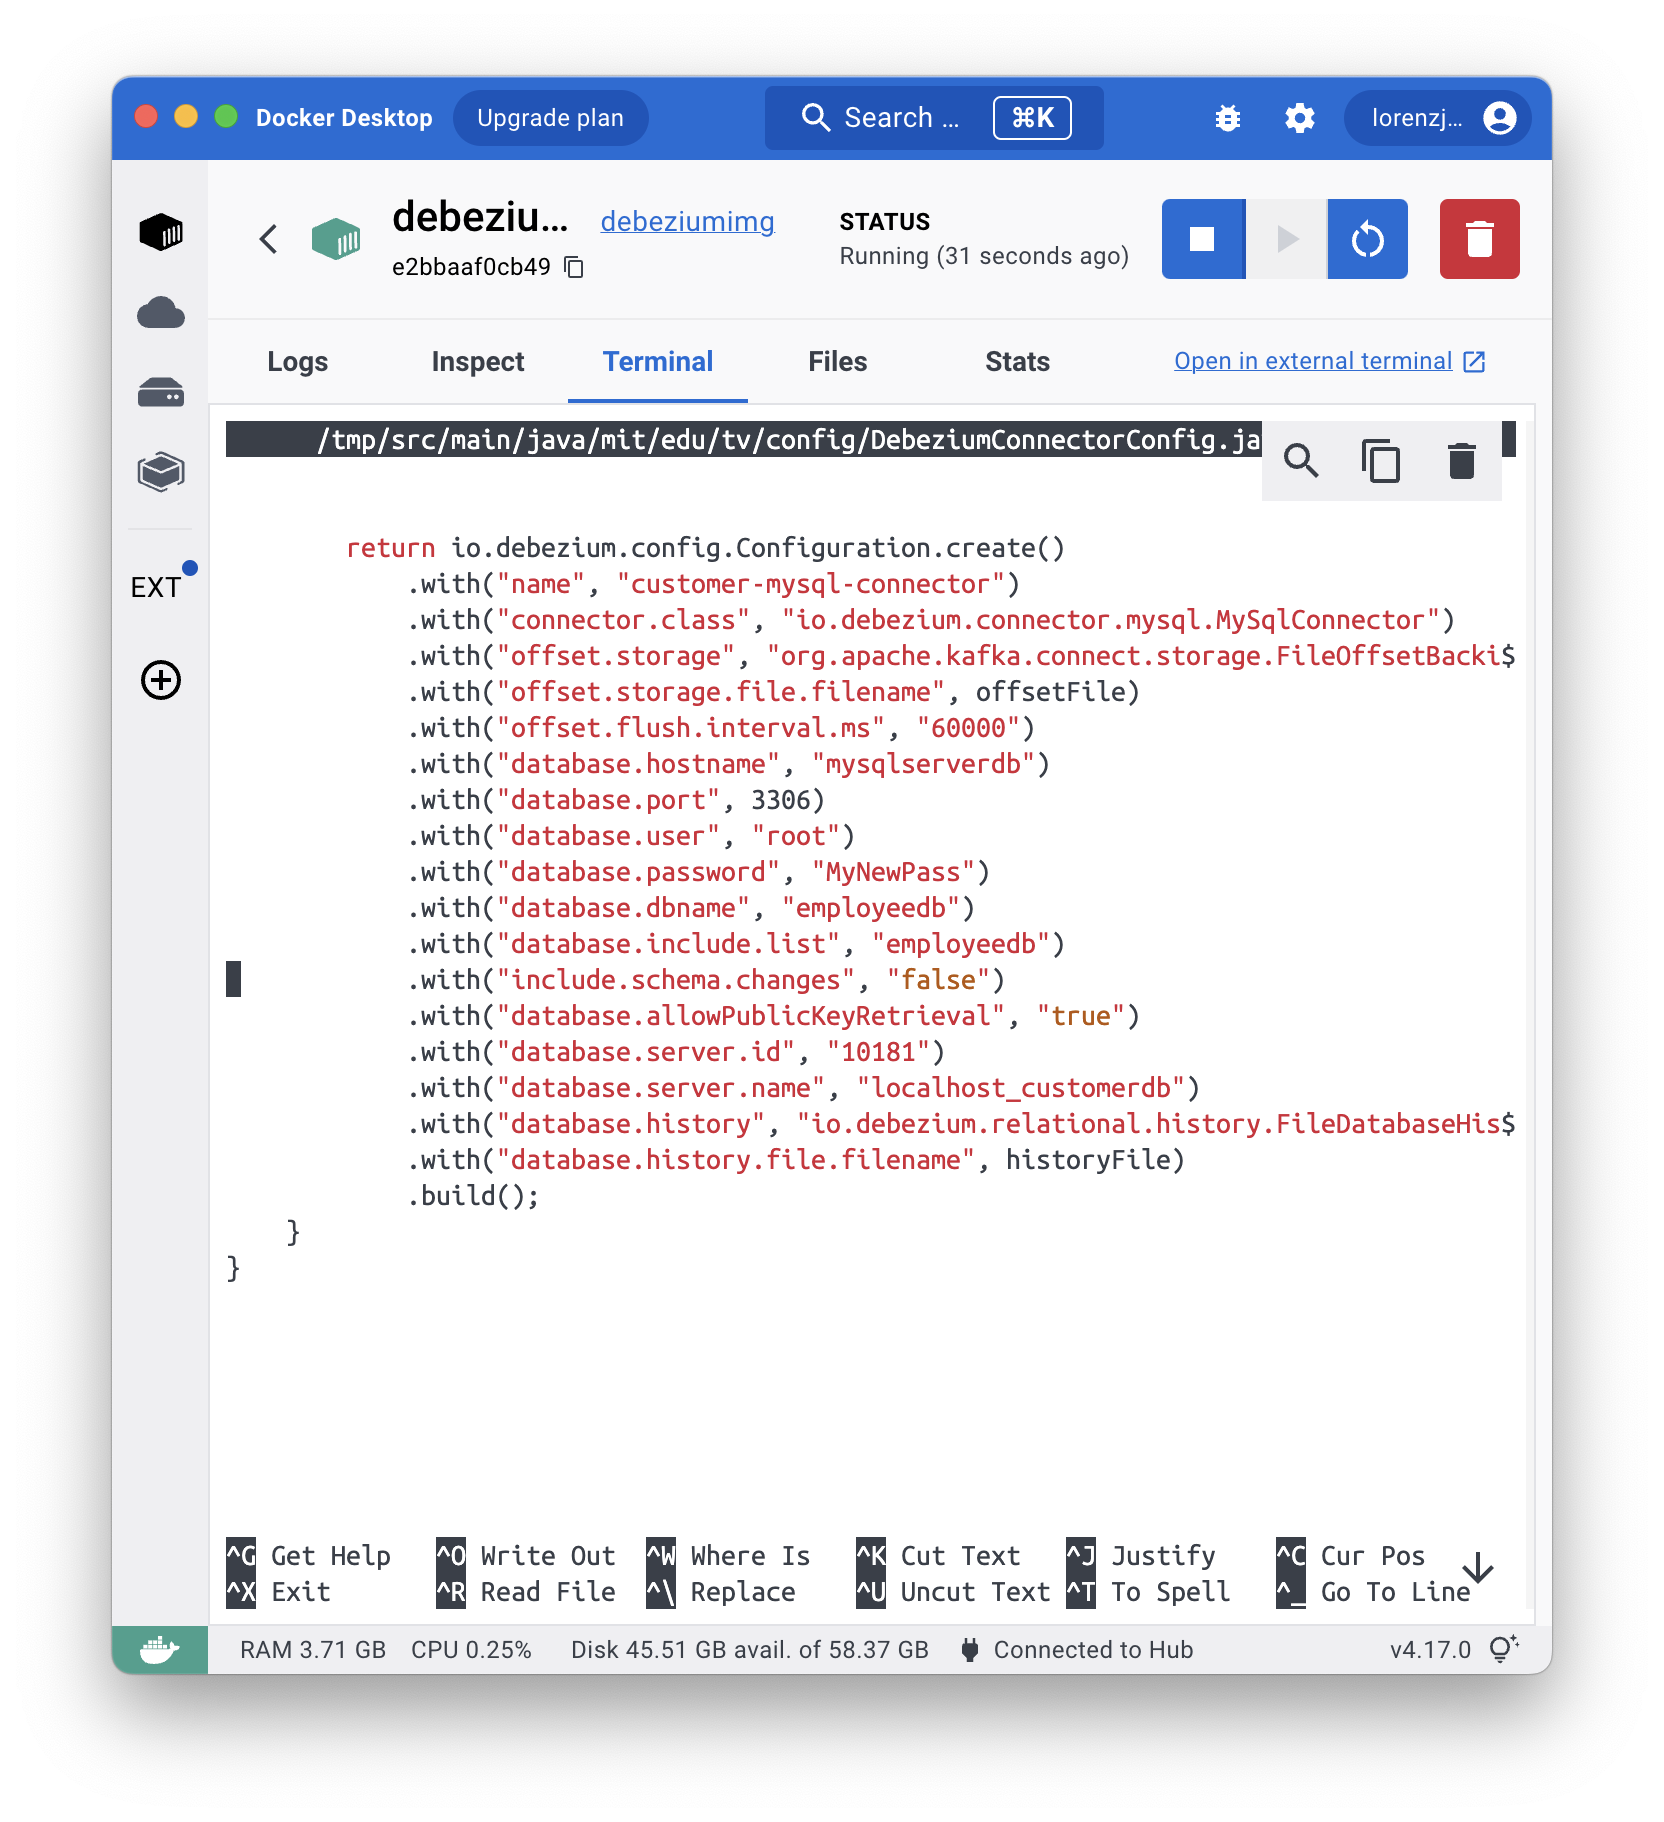 Docker Desktop Upgrade plan Search ... ⌘K lorenzj...
debeziu... debeziumimg
e2bbaaf0cb49
STATUS
Running (31 seconds ago)
Logs Inspect Terminal Files Stats Open in external terminal
EXT
/tmp/src/main/java/mit/edu/tv/config/DebeziumConnectorConfig.ja
return io.debezium.config.Configuration.create()
.with("name", "customer-mysql-connector")
.with("connector.class", "io.debezium.connector.mysql.MySqlConnector")
.with("offset.storage", "org.apache.kafka.connect.storage.FileOffsetBacki$
.with("offset.storage.file.filename", offsetFile)
.with("offset.flush.interval.ms", "60000")
.with("database.hostname", "mysqlserverdb")
.with("database.port", 3306)
.with("database.user", "root")
.with("database.password", "MyNewPass")
.with("database.dbname", "employeedb")
.with("database.include.list", "employeedb")
.with("include.schema.changes", "false")
.with("database.allowPublicKeyRetrieval", "true")
.with("database.server.id", "10181")
.with("database.server.name", "localhost_customerdb")
.with("database.history", "io.debezium.relational.history.FileDatabaseHis$
.with("database.history.file.filename", historyFile)
.build();
}
}
^G Get Help ^O Write Out ^W Where Is ^K Cut Text ^J Justify ^C Cur Pos
^X Exit ^R Read File ^\ Replace ^U Uncut Text ^T To Spell ^_ Go To Line
RAM 3.71 GB CPU 0.25% Disk 45.51 GB avail. of 58.37 GB Connected to Hub v4.17.0